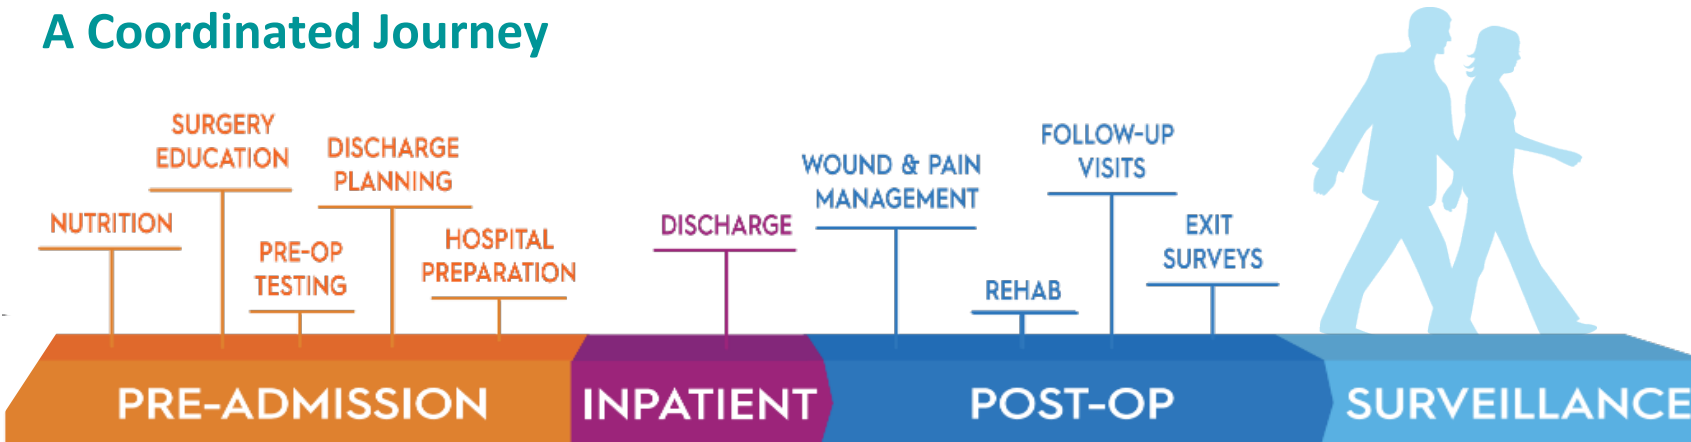 A Coordinated Journey
NUTRITION
SURGERY
EDUCATION
PRE-OP
TESTING
DISCHARGE
PLANNING
HOSPITAL
PREPARATION
DISCHARGE
WOUND & PAIN
MANAGEMENT
REHAB
FOLLOW-UP
VISITS
EXIT
SURVEYS
PRE-ADMISSION
INPATIENT
POST-OP
SURVEILLANCE